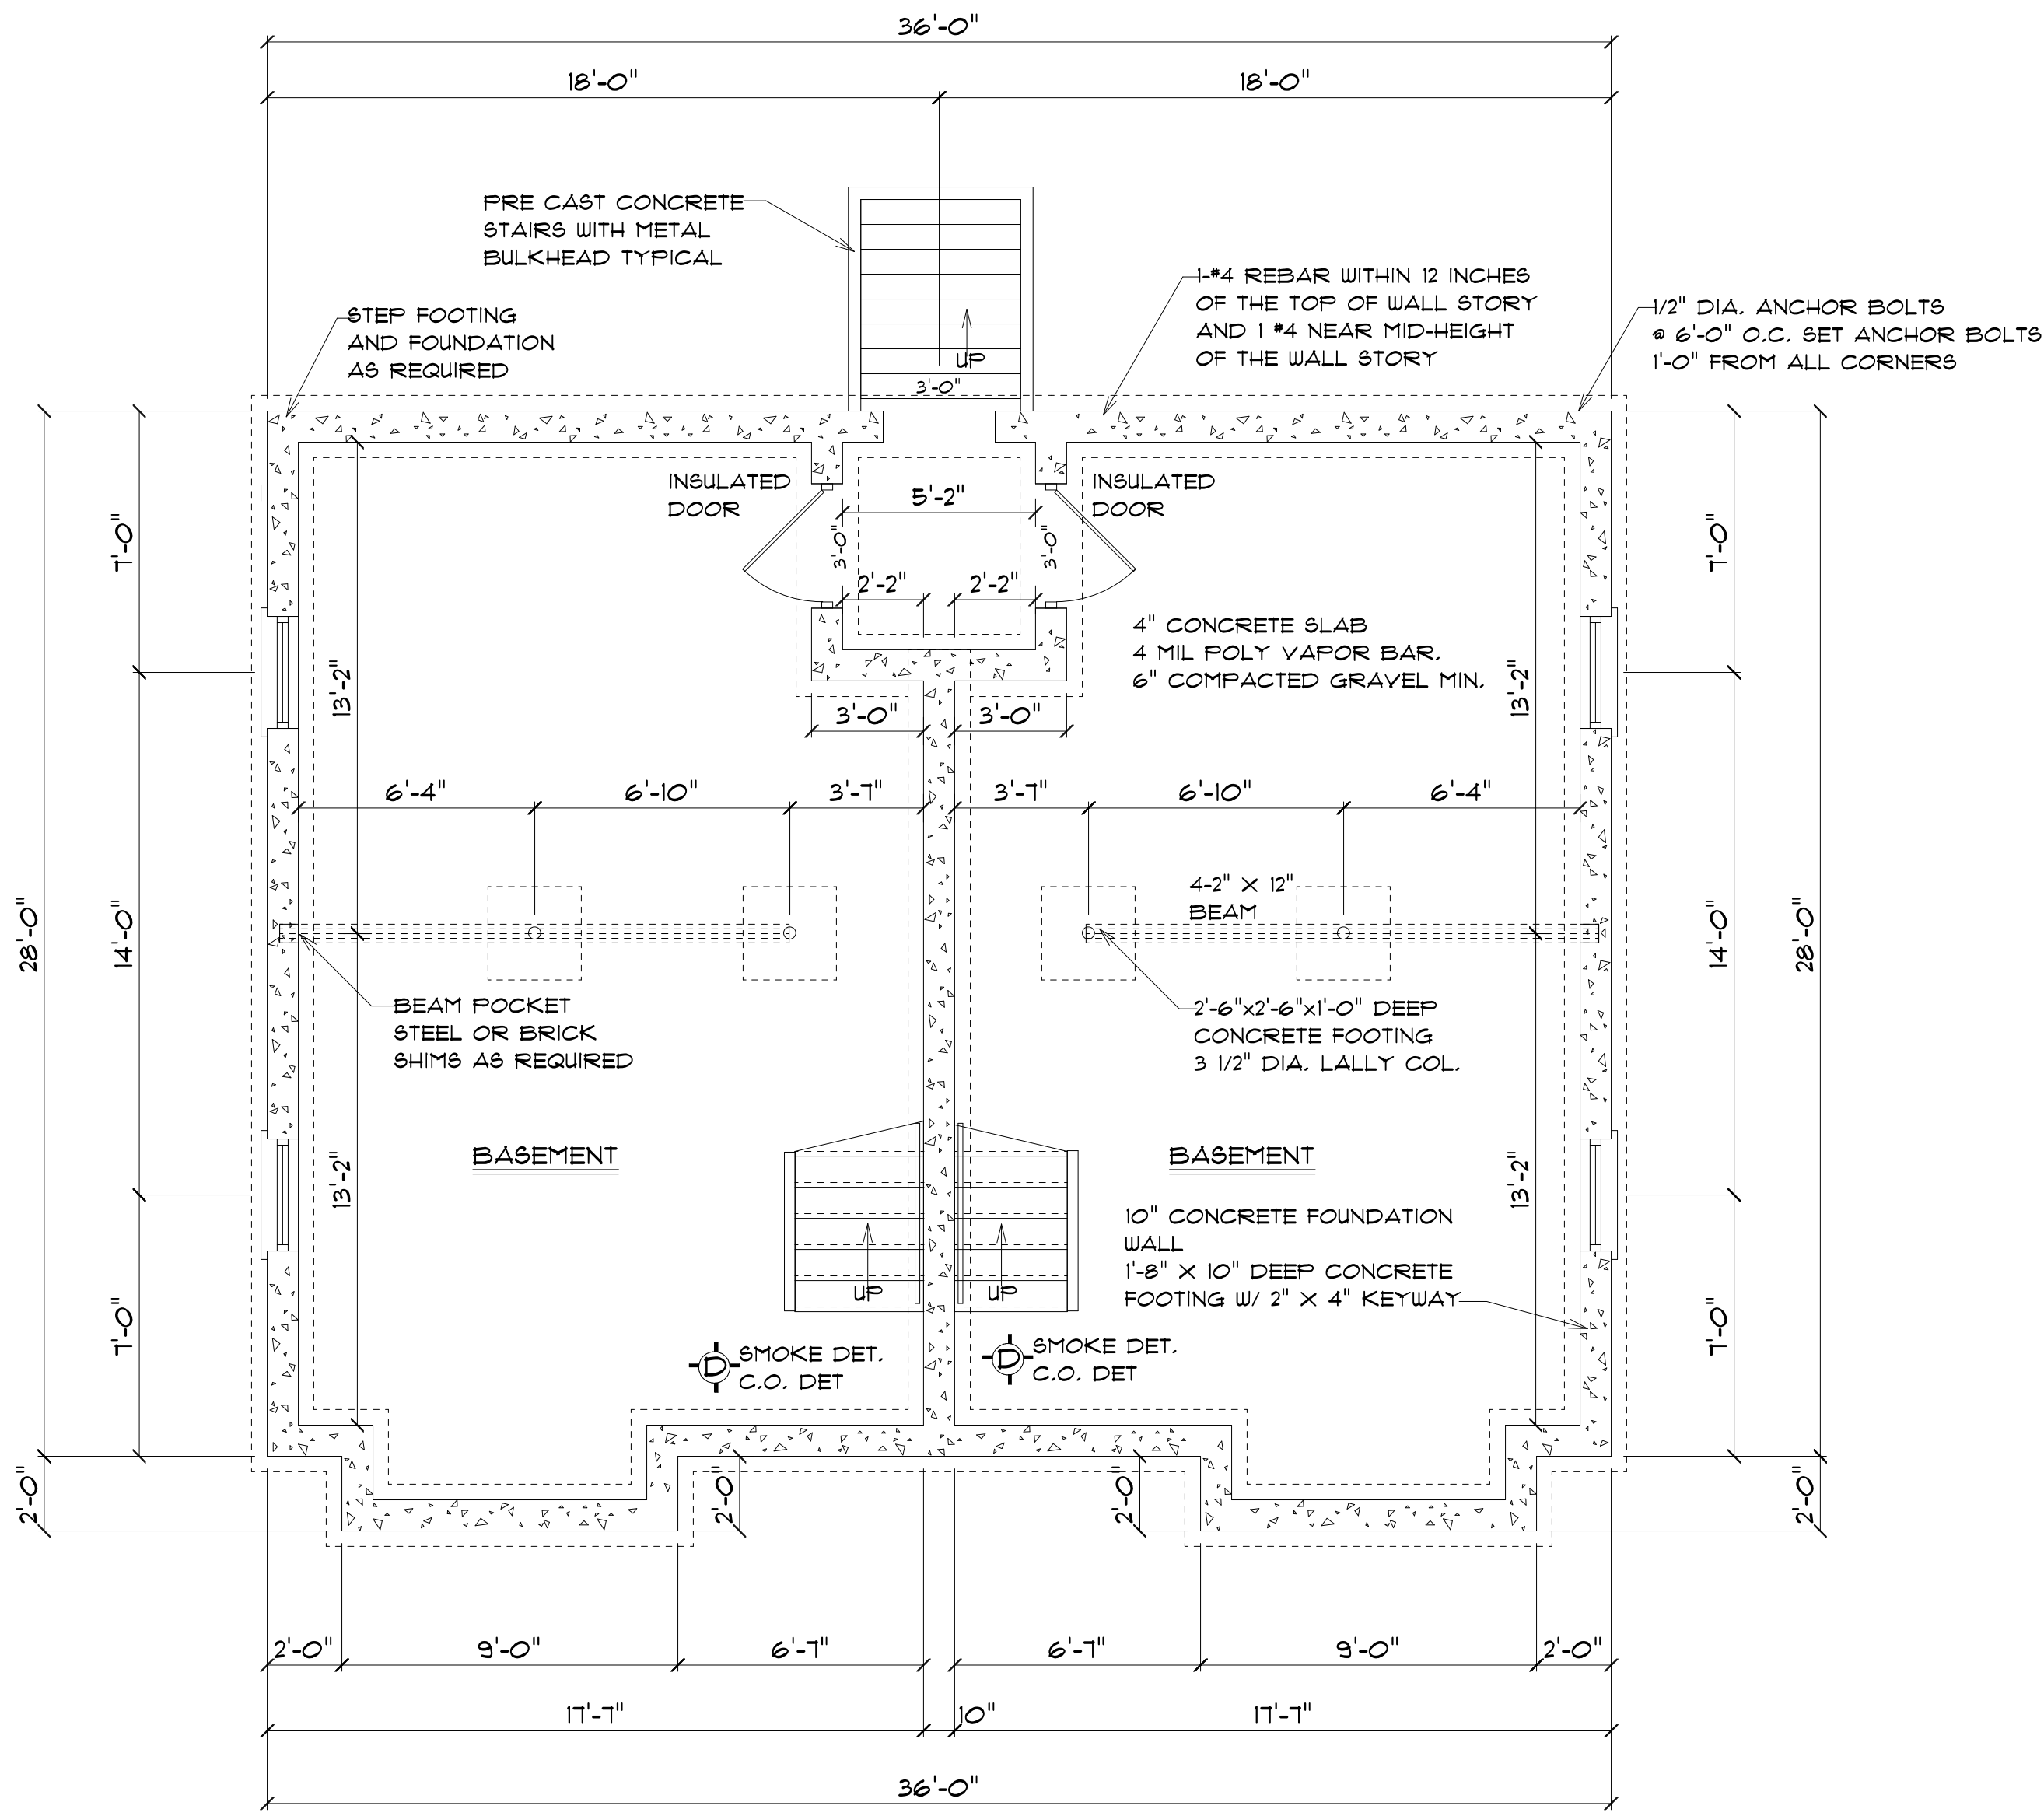 36'-0"
18'-0"
18'-0"
PRE CAST CONCRETE
STAIRS WITH METAL
BULKHEAD TYPICAL
1-#4 REBAR WITHIN 12 INCHES
OF THE TOP OF WALL STORY
AND 1 #4 NEAR MID-HEIGHT
OF THE WALL STORY
1/2" DIA. ANCHOR BOLTS
@ 6'-0" O.C. SET ANCHOR BOLTS
1'-0" FROM ALL CORNERS
STEP FOOTING
AND FOUNDATION
AS REQUIRED
UP
3'-0"
INSULATED
DOOR
5'-2"
INSULATED
DOOR
3'-0"
3'-0"
7'-0"
7'-0"
2'-2"
2'-2"
4" CONCRETE SLAB
4 MIL POLY VAPOR BAR.
6" COMPACTED GRAVEL MIN.
13'-2"
13'-2"
3'-0"
3'-0"
6'-4"
6'-10"
3'-7"
3'-7"
6'-10"
6'-4"
4-2" X 12"
BEAM
28'-0"
14'-0"
14'-0"
28'-0"
BEAM POCKET
STEEL OR BRICK
SHIMS AS REQUIRED
2'-6"x2'-6"x1'-0" DEEP
CONCRETE FOOTING
3 1/2" DIA. LALLY COL.
BASEMENT
BASEMENT
13'-2"
13'-2"
10" CONCRETE FOUNDATION
WALL
1'-8" X 10" DEEP CONCRETE
FOOTING W/ 2" X 4" KEYWAY
UP
UP
7'-0"
7'-0"
D
SMOKE DET.
C.O. DET
D
SMOKE DET.
C.O. DET
2'-0"
2'-0"
2'-0"
2'-0"
2'-0"
9'-0"
6'-7"
6'-7"
9'-0"
2'-0"
17'-7"
10"
17'-7"
36'-0"